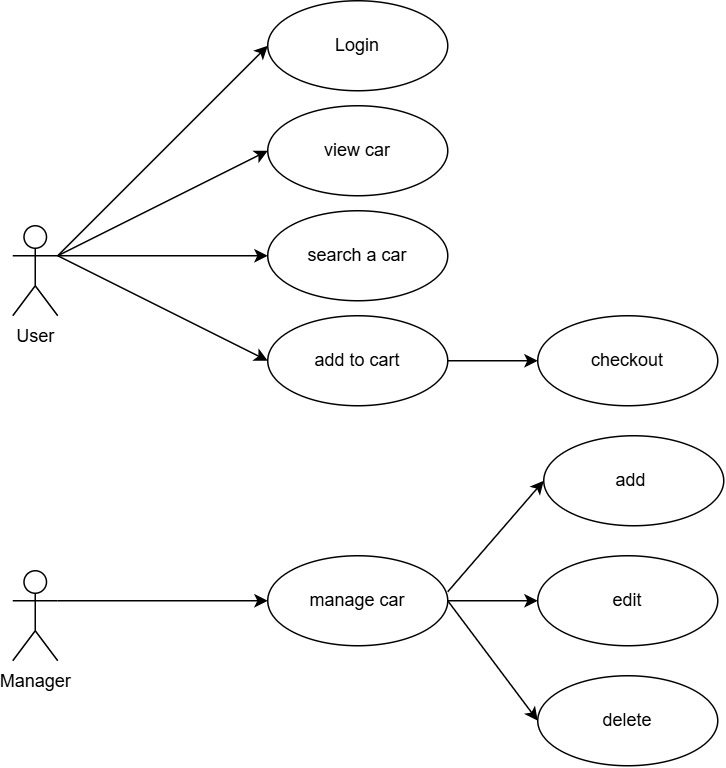 Login
view car
search a car
User
add to cart
checkout
add
manage car
edit
Manager
delete